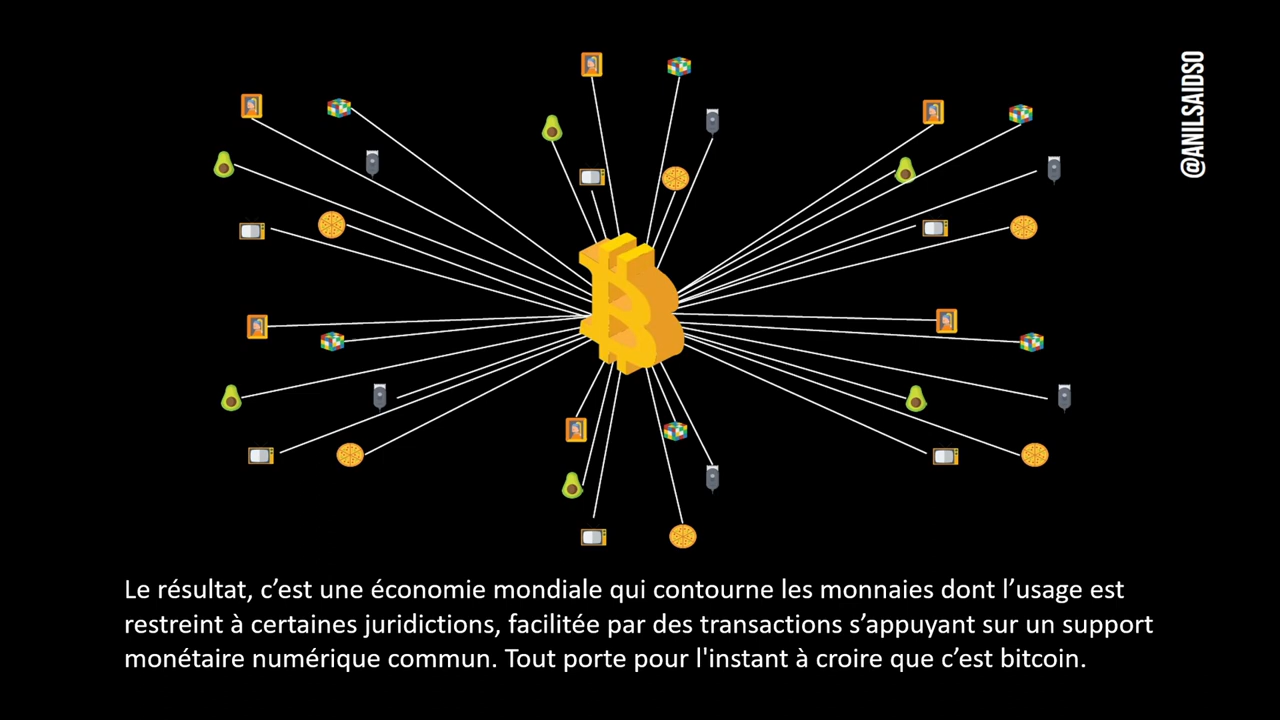 @ANILSAIDSO
Le résultat, c’est une économie mondiale qui contourne les monnaies dont l’usage est
restreint à certaines juridictions, facilitée par des transactions s’appuyant sur un support
monétaire numérique commun. Tout porte pour l'instant à croire que c’est bitcoin.